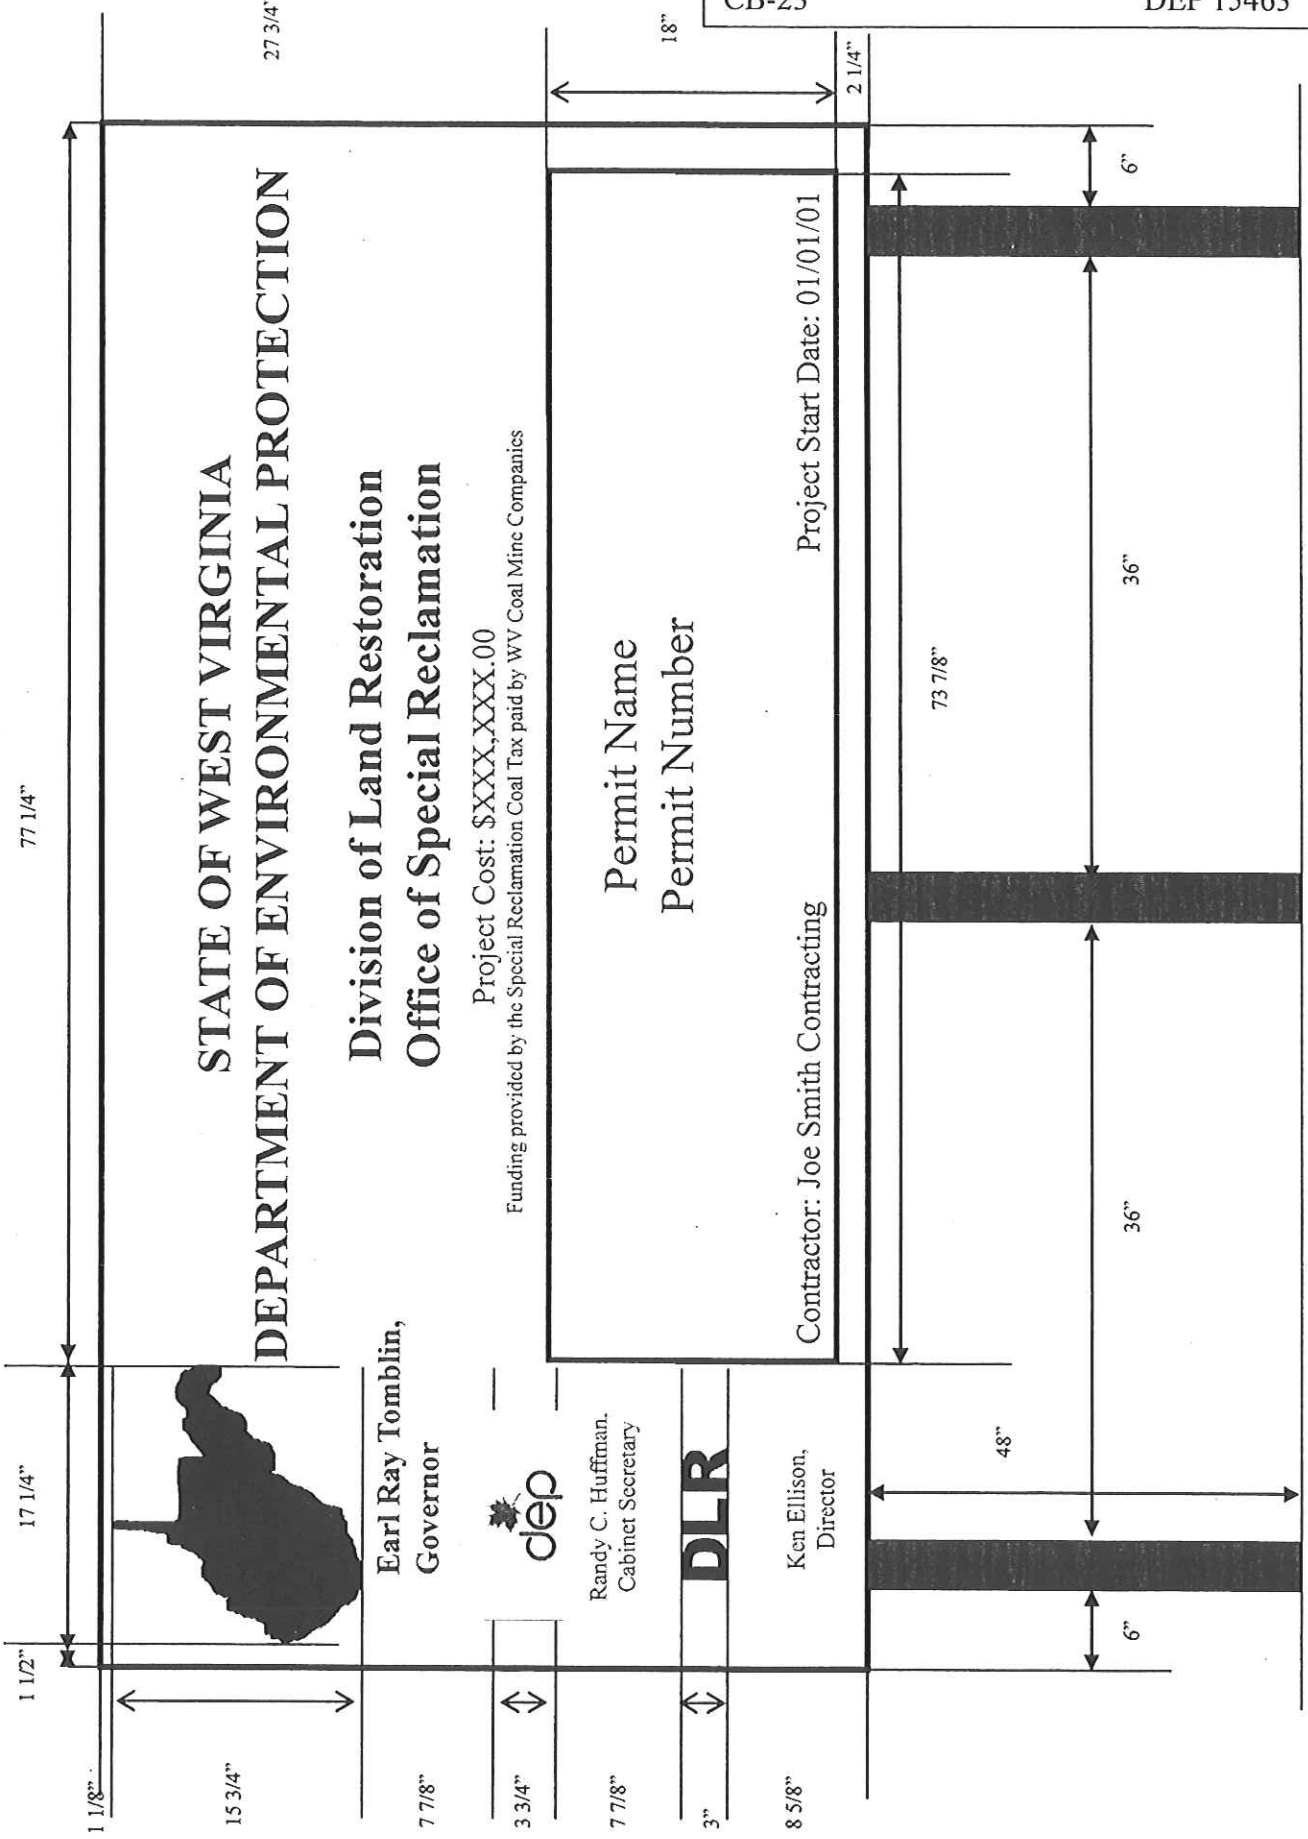 CB-23 DEP 15463
77 1/4”
17 1/4”
1 1/2”
27 3/4”
18”
2 1/4”
1 1/8”
15 3/4”
7 7/8”
3 3/4”
7 7/8”
3”
8 5/8”
STATE OF WEST VIRGINIA
DEPARTMENT OF ENVIRONMENTAL PROTECTION
Division of Land Restoration
Office of Special Reclamation
Project Cost: $XXX,XXX.00
Funding provided by the Special Reclamation Coal Tax paid by WV Coal Mine Companies
Earl Ray Tomblin,
Governor
dep
Randy C. Huffman.
Cabinet Secretary
DLR
Ken Ellison,
Director
Permit Name
Permit Number
Contractor: Joe Smith Contracting Project Start Date: 01/01/01
73 7/8”
48”
6”
36”
36”
6”